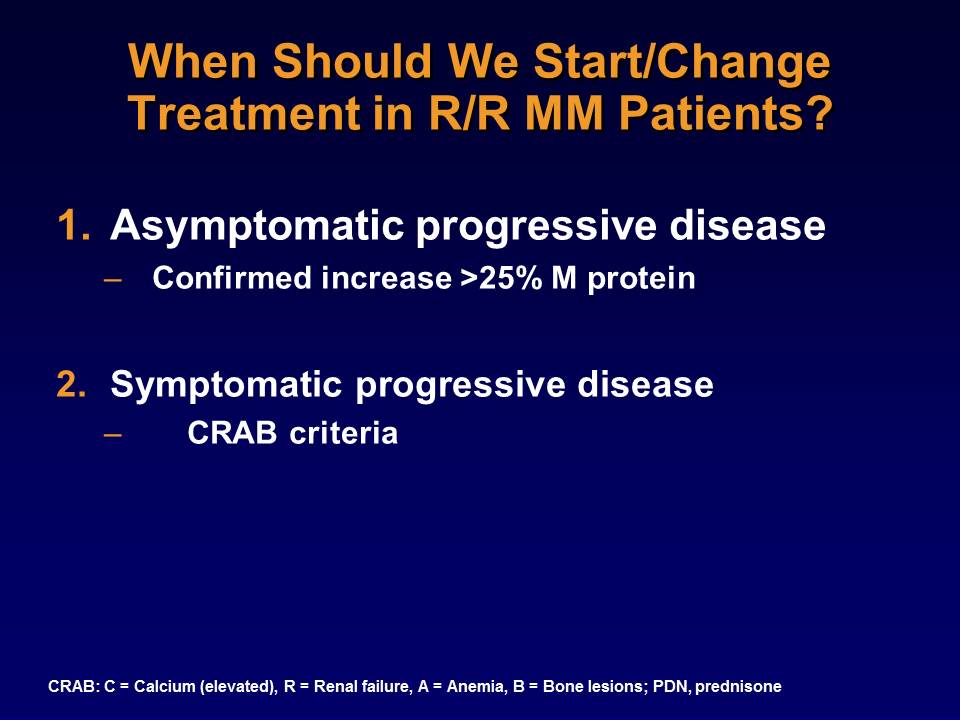 When Should We Start/Change
Treatment in R/R MM Patients?
1. Asymptomatic progressive disease
– Confirmed increase >25% M protein
2. Symptomatic progressive disease
– CRAB criteria
CRAB: C = Calcium (elevated), R = Renal failure, A = Anemia, B = Bone lesions; PDN, prednisone